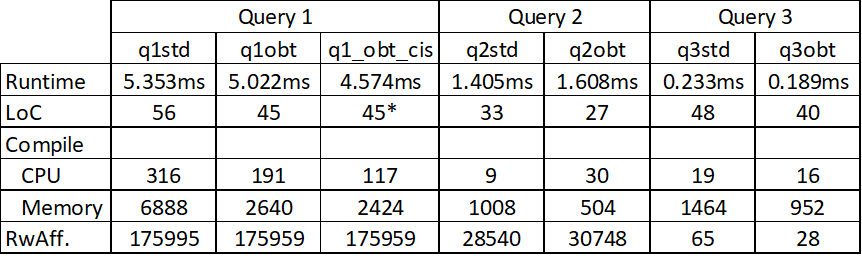 Query 1 Query 2 Query 3
q1std q1obt q1_obt_cis q2std q2obt q3std q3obt
Runtime 5.353ms 5.022ms 4.574ms 1.405ms 1.608ms 0.233ms 0.189ms
LoC 56 45 45* 33 27 48 40
Compile
CPU 316 191 117 9 30 19 16
Memory 6888 2640 2424 1008 504 1464 952
RwAff. 175995 175959 175959 28540 30748 65 28